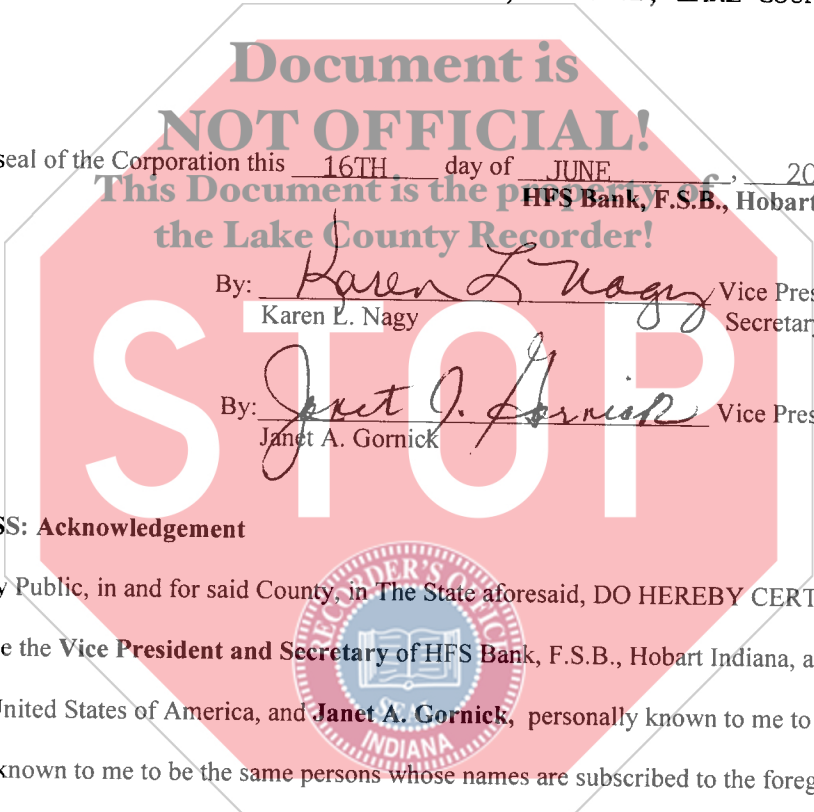 Document is
NOT OFFICIAL!
seal of the Corporation this 16TH day of JUNE, 20
This Document is the property of
HFS Bank, F.S.B., Hobart
the Lake County Recorder!
By: Karen L Nagy Vice Pres
Karen L. Nagy Secretary
STOP
By: Janet A. Gornick Vice Pres
Janet A. Gornick
SS: Acknowledgement
y Public, in and for said County, in The State aforesaid, DO HEREBY CERT
e the Vice President and Secretary of HFS Bank, F.S.B., Hobart Indiana, a
United States of America, and Janet A. Gornick, personally known to me to
known to me to be the same persons whose names are subscribed to the foreg
RECORDER'S OFFICE
SEAL
INDIANA